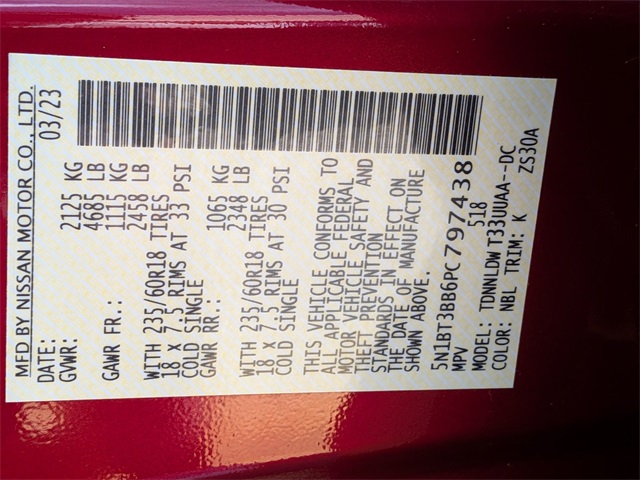 MFD BY NISSAN MOTOR CO., LTD.
DATE: 03/23
GVWR: 2125 KG
4685 LB
GAWR FR.: 1115 KG
2458 LB
WITH 235/60R18 TIRES
18 X 7.5 RIMS AT 33 PSI
COLD SINGLE
GAWR RR.: 1065 KG
2348 LB
WITH 235/60R18 TIRES
18 X 7.5 RIMS AT 30 PSI
COLD SINGLE
THIS VEHICLE CONFORMS TO
ALL APPLICABLE FEDERAL
MOTOR VEHICLE SAFETY AND
THEFT PREVENTION
STANDARDS IN EFFECT ON
THE DATE OF MANUFACTURE
SHOWN ABOVE.
5N1BT3BB6PC797438
MPV 518
MODEL: TDNNLDW T33UUAA--DC
COLOR: NBL TRIM: K ZS30A